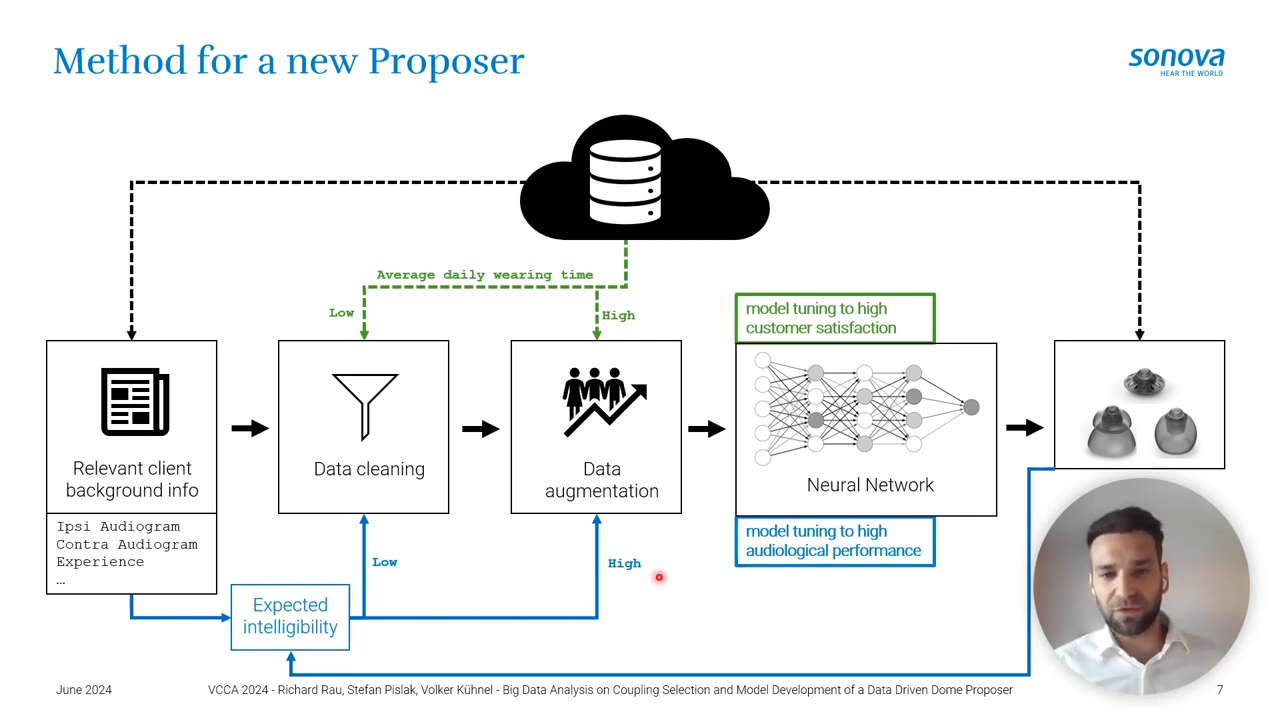 Method for a new Proposer
sonova
HEAR THE WORLD
Average daily wearing time
Low
High
model tuning to high
customer satisfaction
Relevant client
background info
Ipsi Audiogram
Contra Audiogram
Experience
…
Data cleaning
Data
augmentation
Neural Network
model tuning to high
audiological performance
Low
High
Expected
intelligibility
June 2024
VCCA 2024 - Richard Rau, Stefan Pislak, Volker Kühnel - Big Data Analysis on Coupling Selection and Model Development of a Data Driven Dome Proposer
7